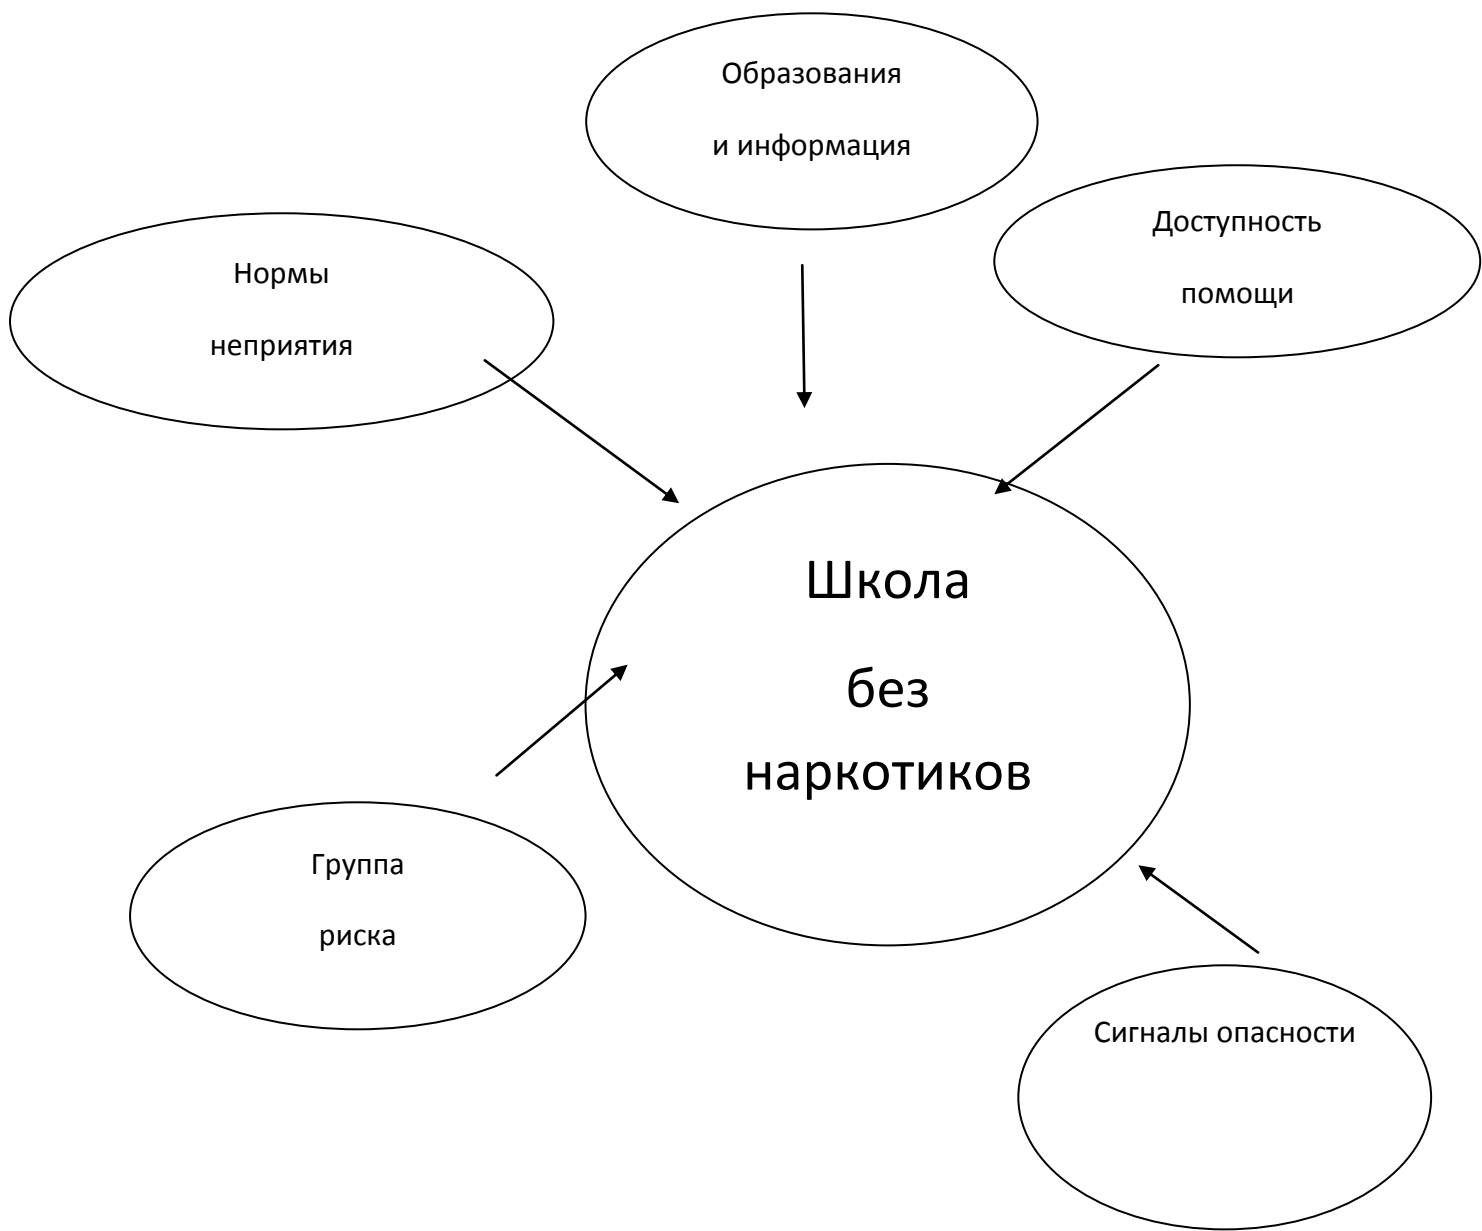 Образования
и информация
Доступность
помощи
Нормы
неприятия
Школа
без
наркотиков
Группа
риска
Сигналы опасности